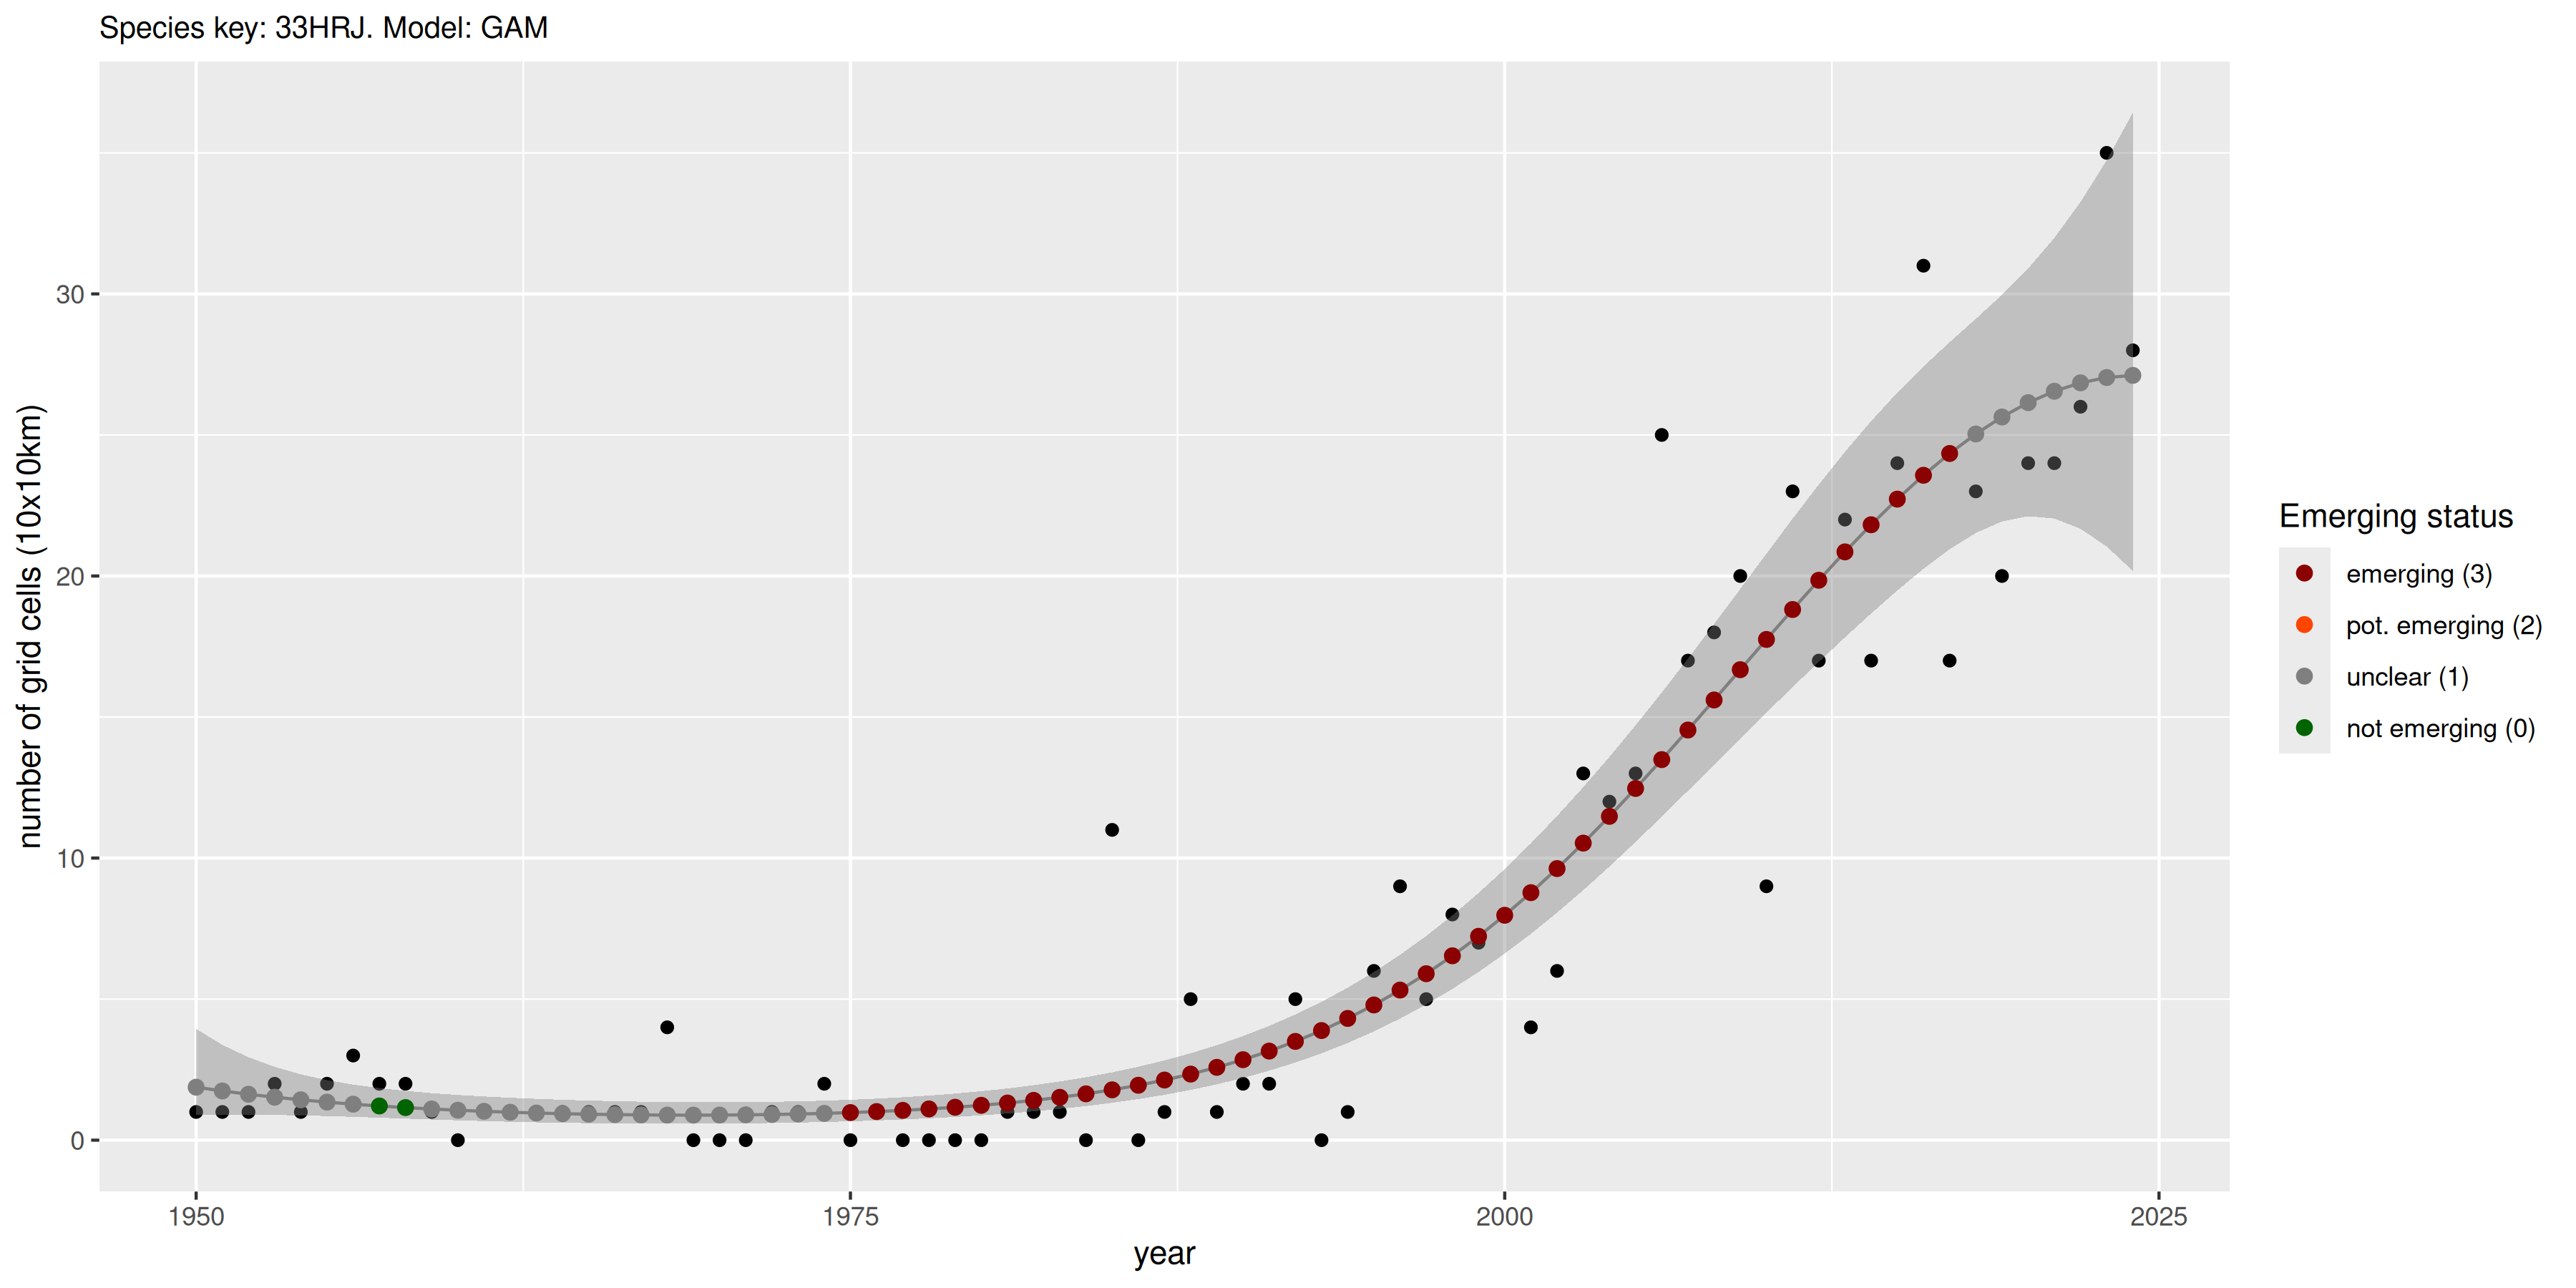 Species key: 33HRJ. Model: GAM
number of grid cells (10x10km)
30
20
10
0
1950
1975
2000
2025
year
Emerging status
emerging (3)
pot. emerging (2)
unclear (1)
not emerging (0)